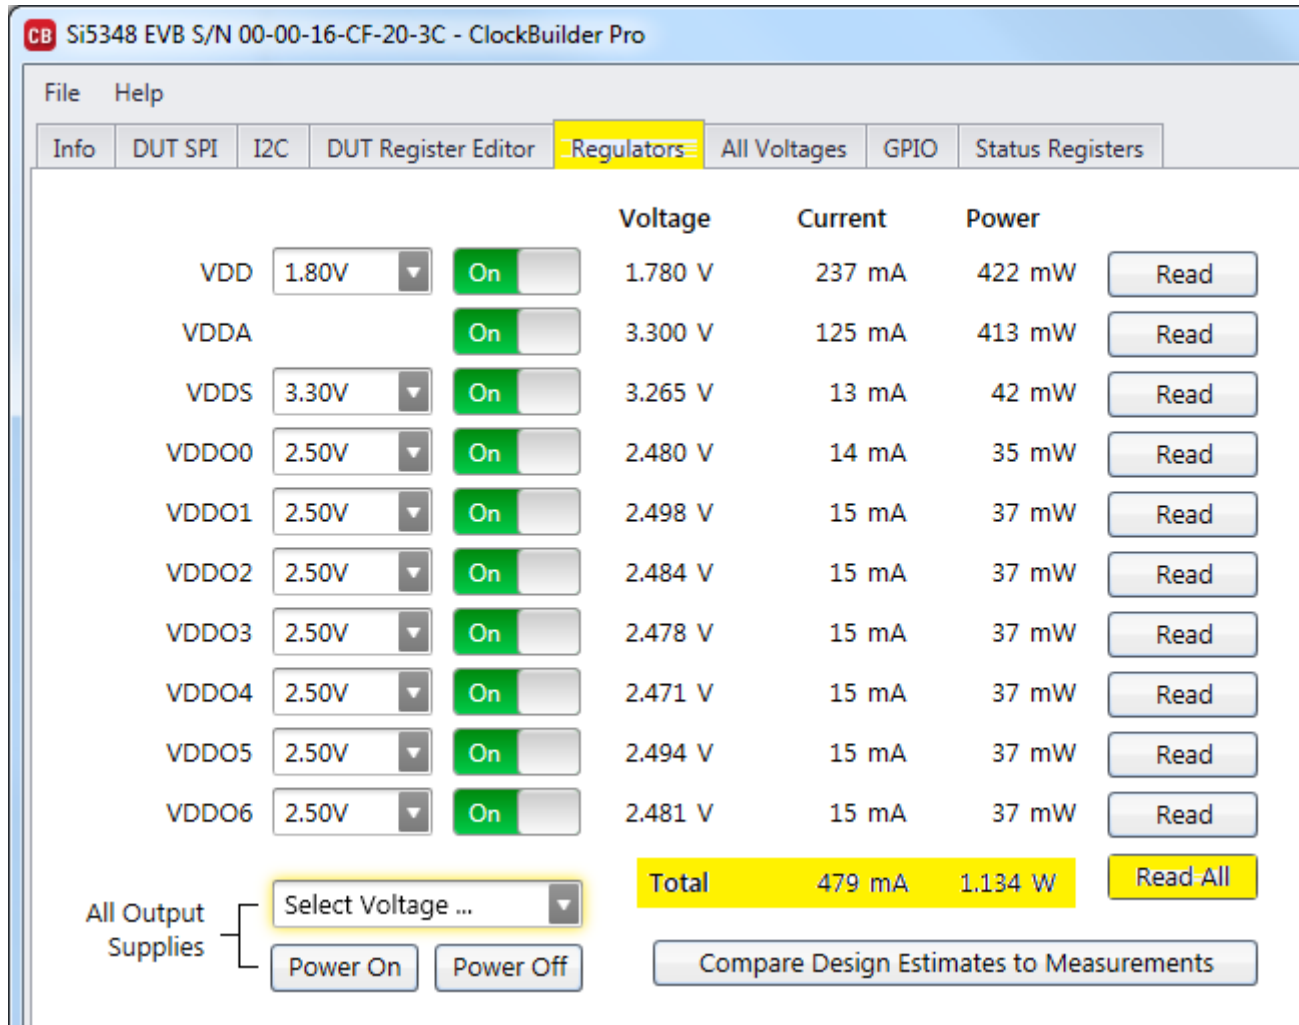 CB Si5348 EVB S/N 00-00-16-CF-20-3C - ClockBuilder Pro
File Help
Info DUT SPI I2C DUT Register Editor Regulators All Voltages GPIO Status Registers
Voltage Current Power
VDD 1.80V On 1.780 V 237 mA 422 mW Read
VDDA On 3.300 V 125 mA 413 mW Read
VDDS 3.30V On 3.265 V 13 mA 42 mW Read
VDDO0 2.50V On 2.480 V 14 mA 35 mW Read
VDDO1 2.50V On 2.498 V 15 mA 37 mW Read
VDDO2 2.50V On 2.484 V 15 mA 37 mW Read
VDDO3 2.50V On 2.478 V 15 mA 37 mW Read
VDDO4 2.50V On 2.471 V 15 mA 37 mW Read
VDDO5 2.50V On 2.494 V 15 mA 37 mW Read
VDDO6 2.50V On 2.481 V 15 mA 37 mW Read
Total 479 mA 1.134 W Read All
All Output Supplies
Select Voltage ...
Power On Power Off
Compare Design Estimates to Measurements